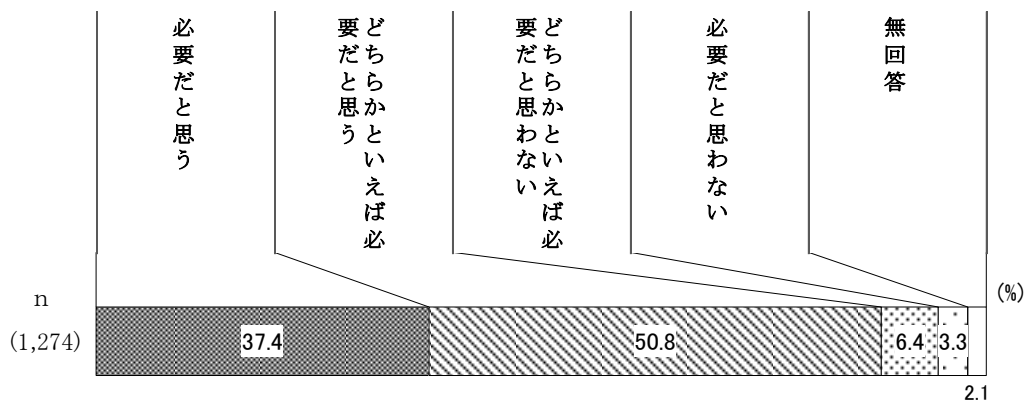 必要だと思う
どちらかといえば必
要だと思う
どちらかといえば必
要だと思わない
必要だと思わない
無回答
(%)
n
(1,274)
37.4
50.8
6.4
3.3
2.1